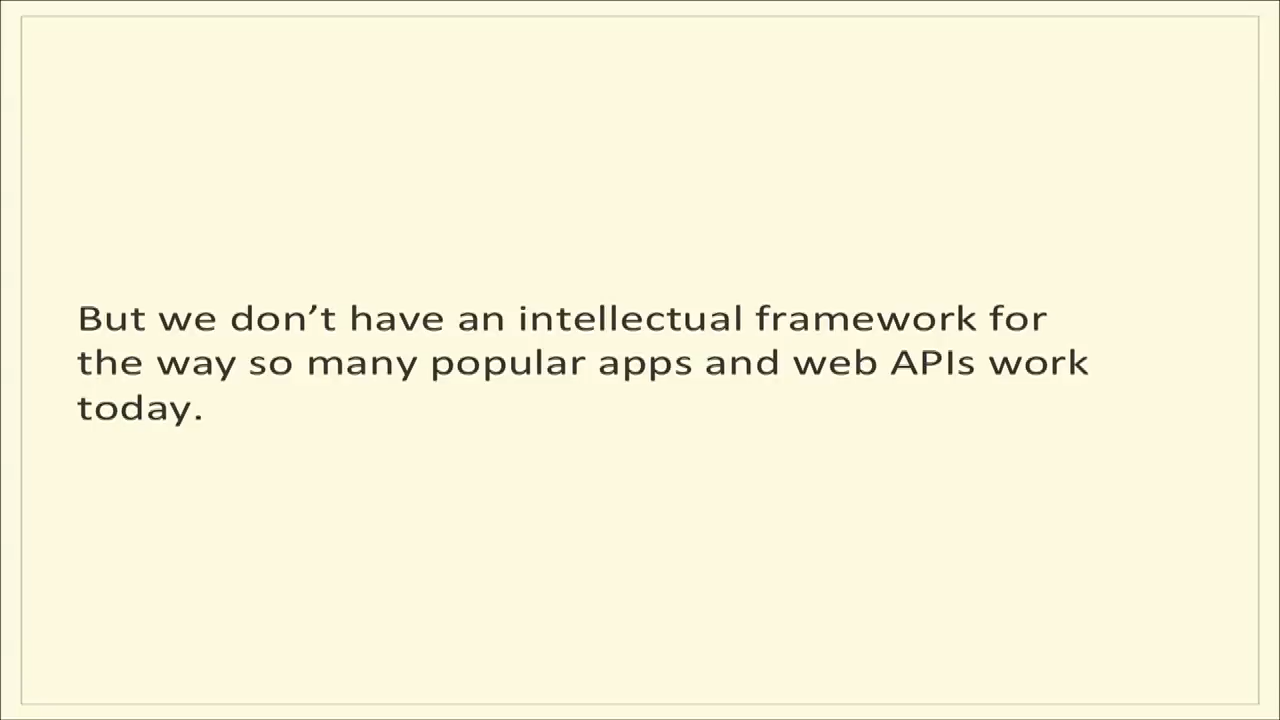 But we don’t have an intellectual framework for
the way so many popular apps and web APIs work
today.